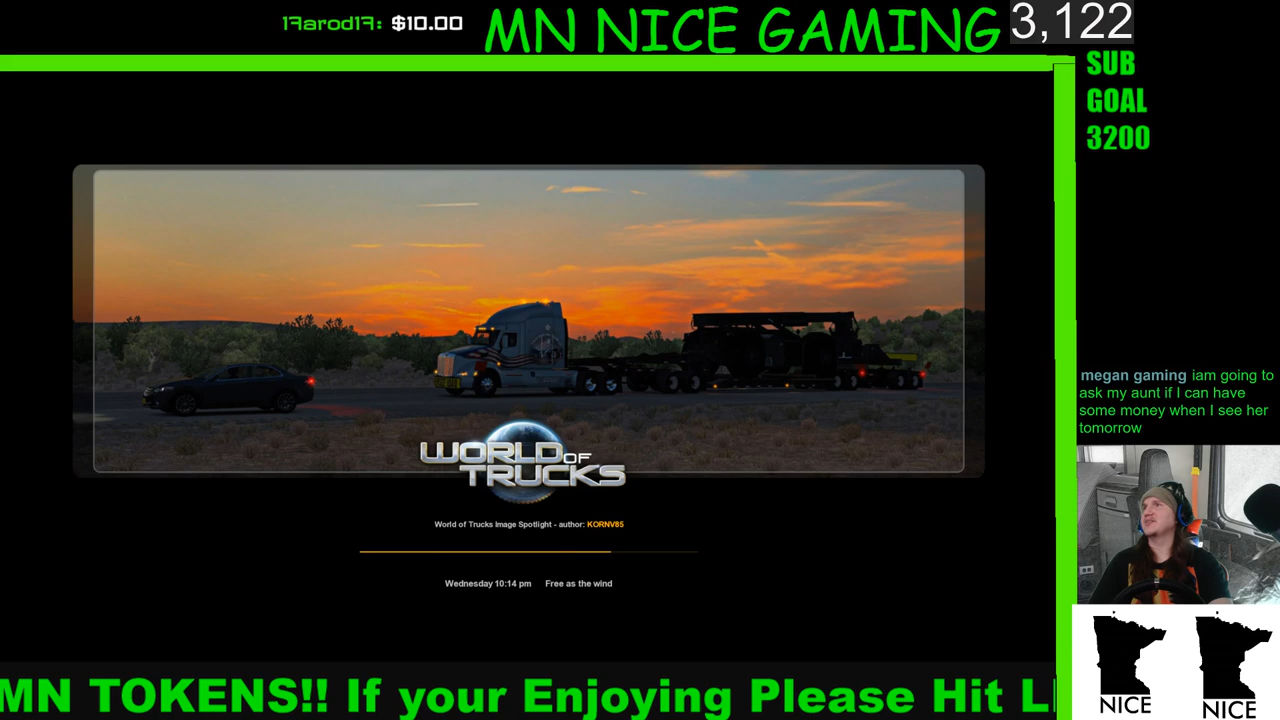 17arod17: $10.00
MN NICE GAMING
3,122
SUB
GOAL
3200
megan gaming iam going to
ask my aunt if I can have
some money when I see her
tomorrow
WORLD OF
TRUCKS
World of Trucks Image Spotlight - author: KORNV85
Wednesday 10:14 pm Free as the wind
NICE
NICE
MN TOKENS!! If your Enjoying Please Hit LI